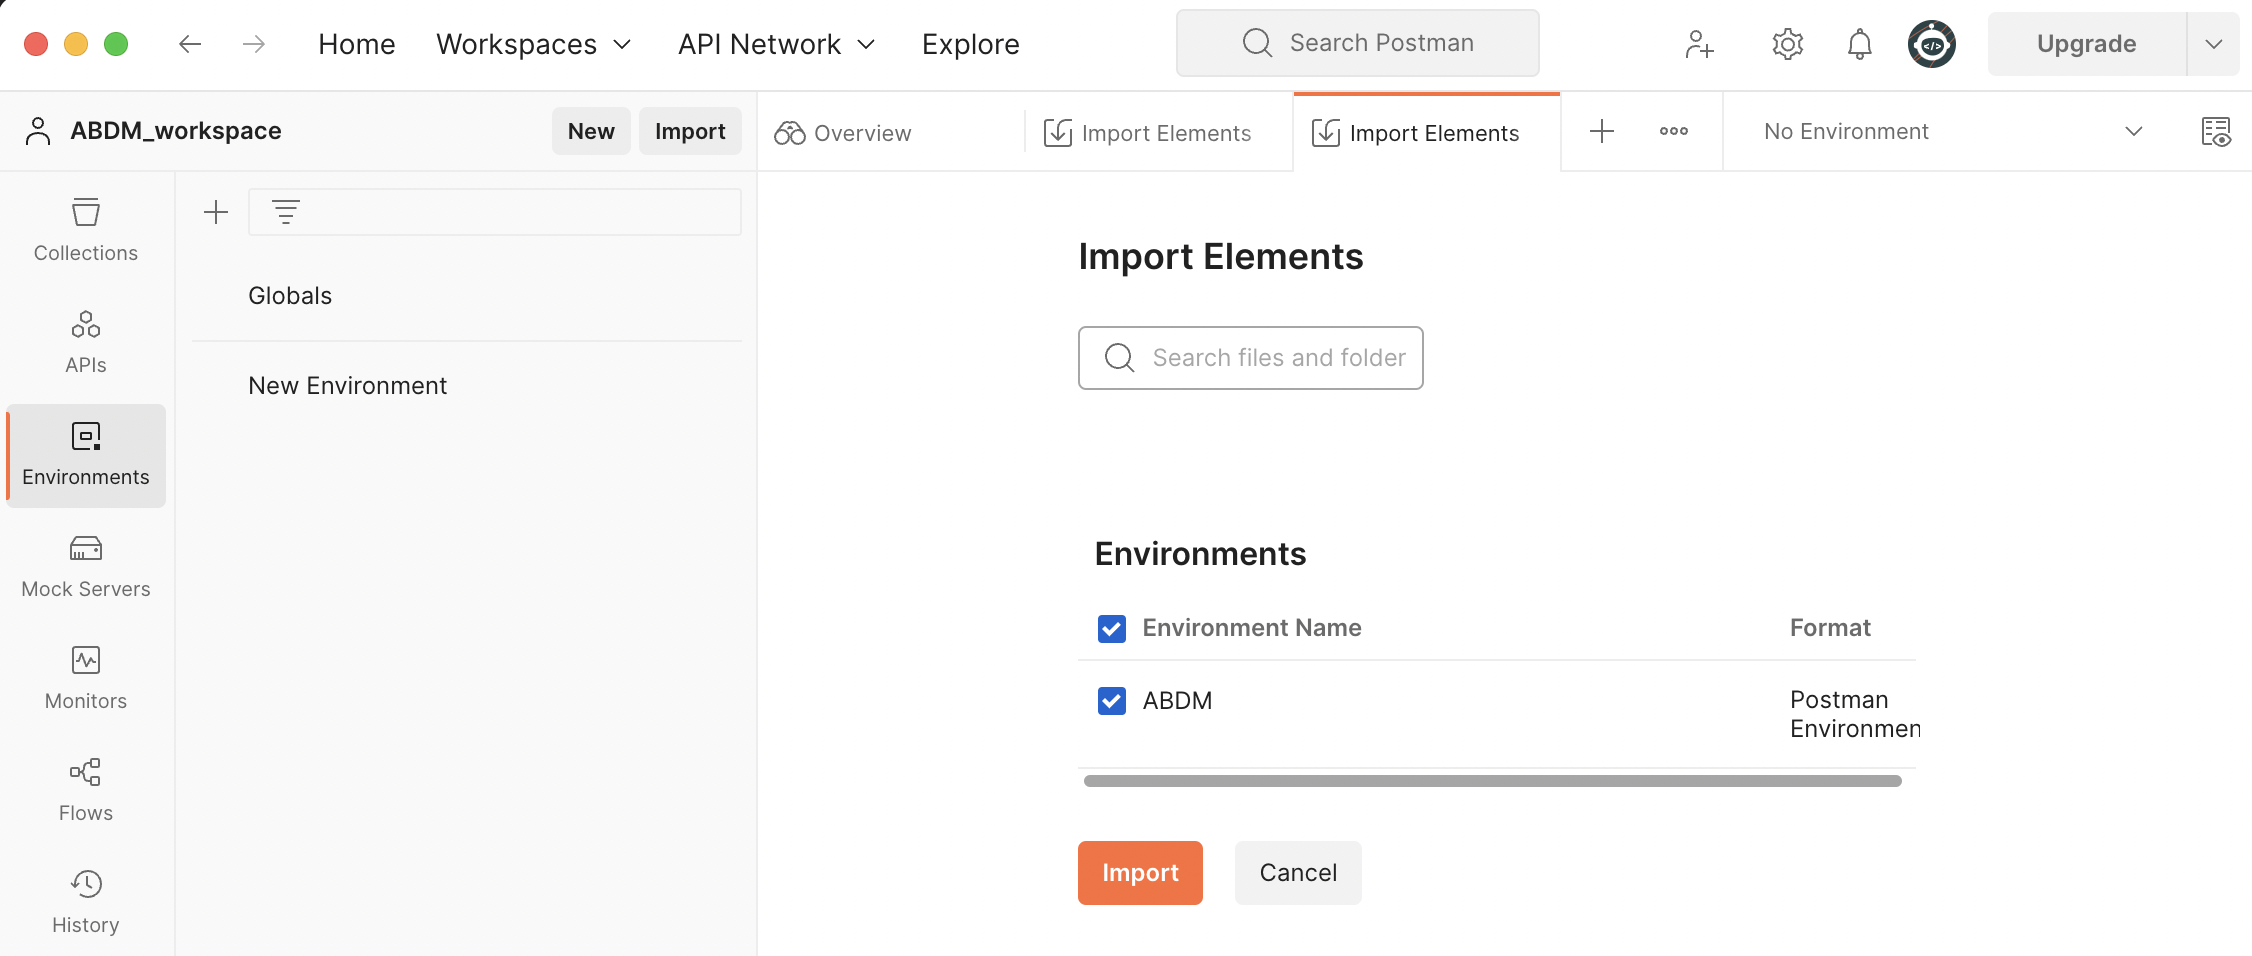 Home Workspaces API Network Explore Search Postman Upgrade
ABDM_workspace New Import Overview Import Elements Import Elements No Environment
Collections
APIs
Environments
Mock Servers
Monitors
Flows
History
Globals
New Environment
Import Elements
Search files and folder
Environments
Environment Name Format
ABDM Postman
Environmen
Import Cancel